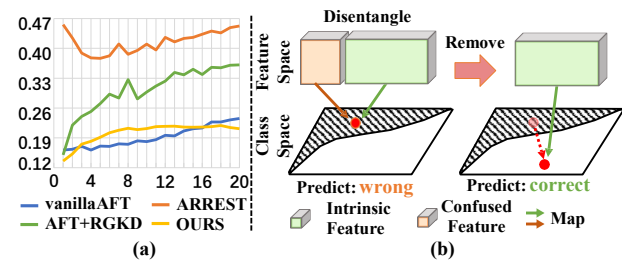 (a)
0.47
0.40
0.33
0.26
0.19
0.12
0 4 8 12 16 20
vanillaAFT ARREST
AFT+RGKD OURS
(a)
(b)
Disentangle
Feature Space
Remove
Class Space
Predict: wrong
Predict: correct
Intrinsic Feature
Confused Feature
Map
(b)